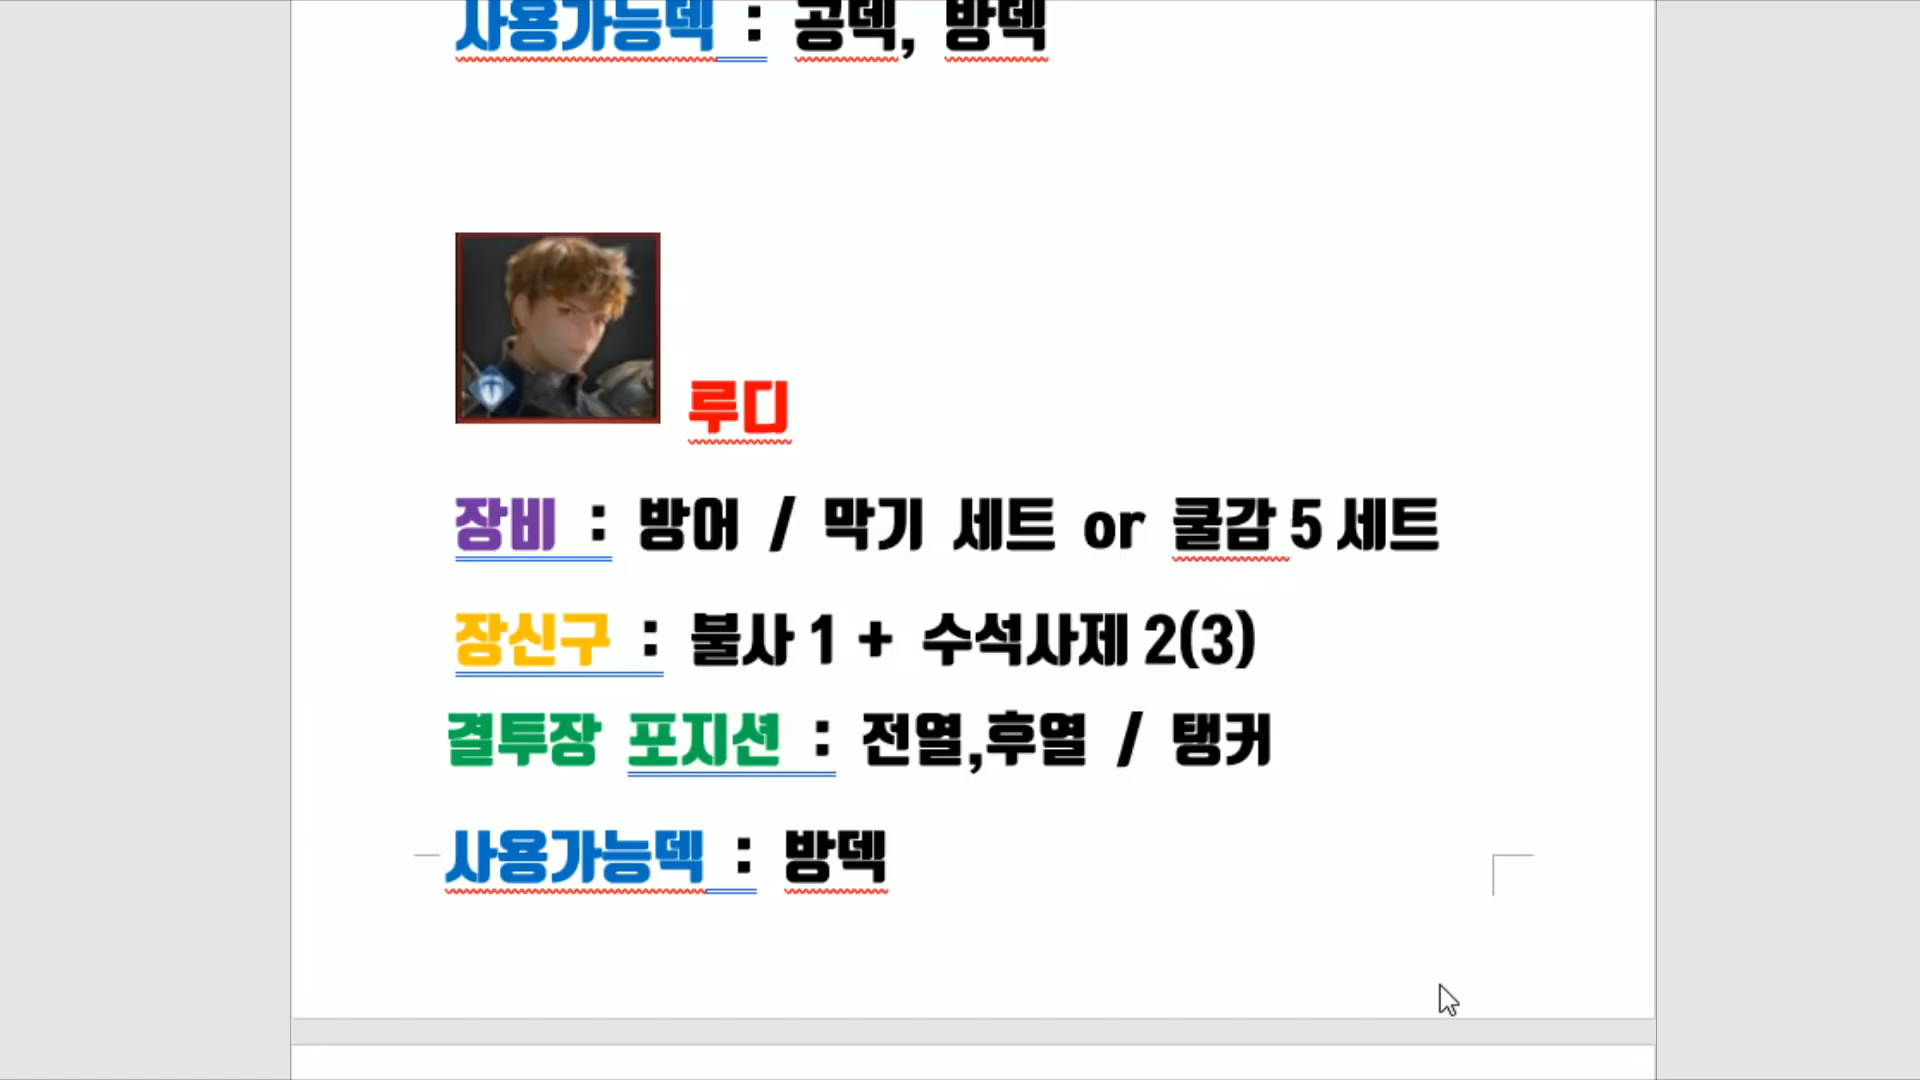 사용가능덱 : 공덱, 방덱
루디
장비 : 방어 / 막기 세트 or 쿨감 5 세트
장신구 : 불사 1 + 수석사제 2(3)
결투장 포지션 : 전열,후열 / 탱커
사용가능덱 : 방덱